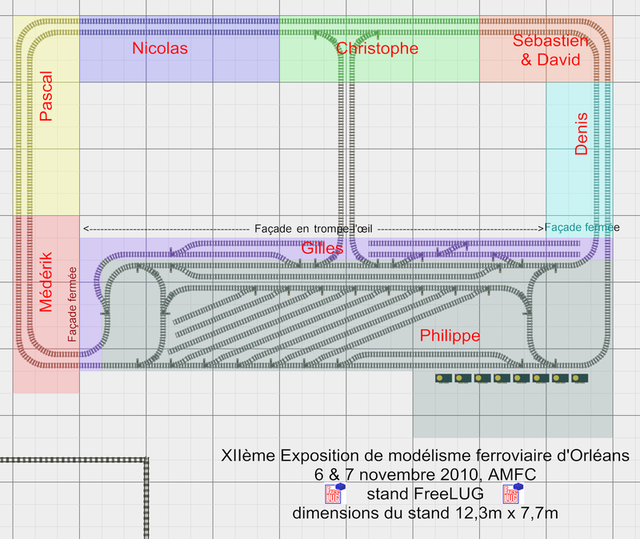 Nicolas
Christophe
Sébastien
& David
Pascal
Denis
Façade en trompe l'œil
Façade fermée
Gilles
Médérik
Façade fermée
Philippe
XIIème Exposition de modélisme ferroviaire d'Orléans
6 & 7 novembre 2010, AMFC
stand FreeLUG
dimensions du stand 12,3m x 7,7m